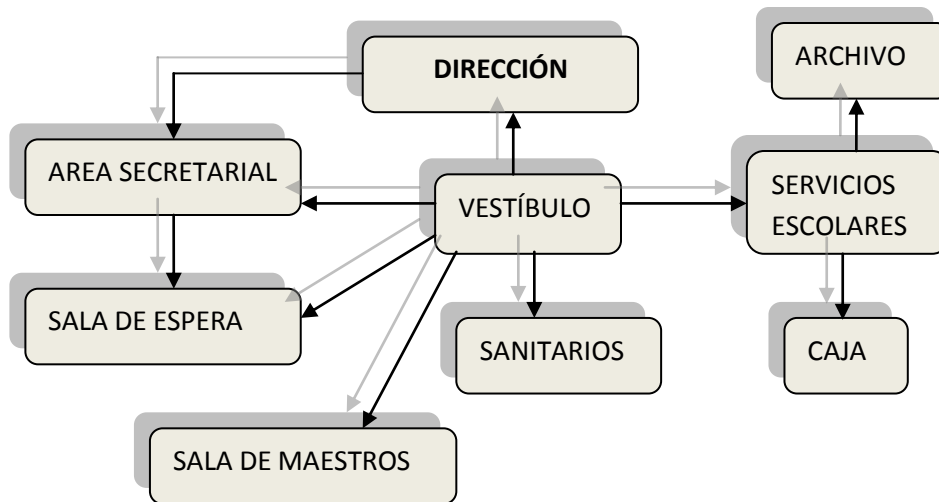 DIRECCIÓN
ARCHIVO
AREA SECRETARIAL
VESTÍBULO
SERVICIOS
ESCOLARES
SALA DE ESPERA
SANITARIOS
CAJA
SALA DE MAESTROS